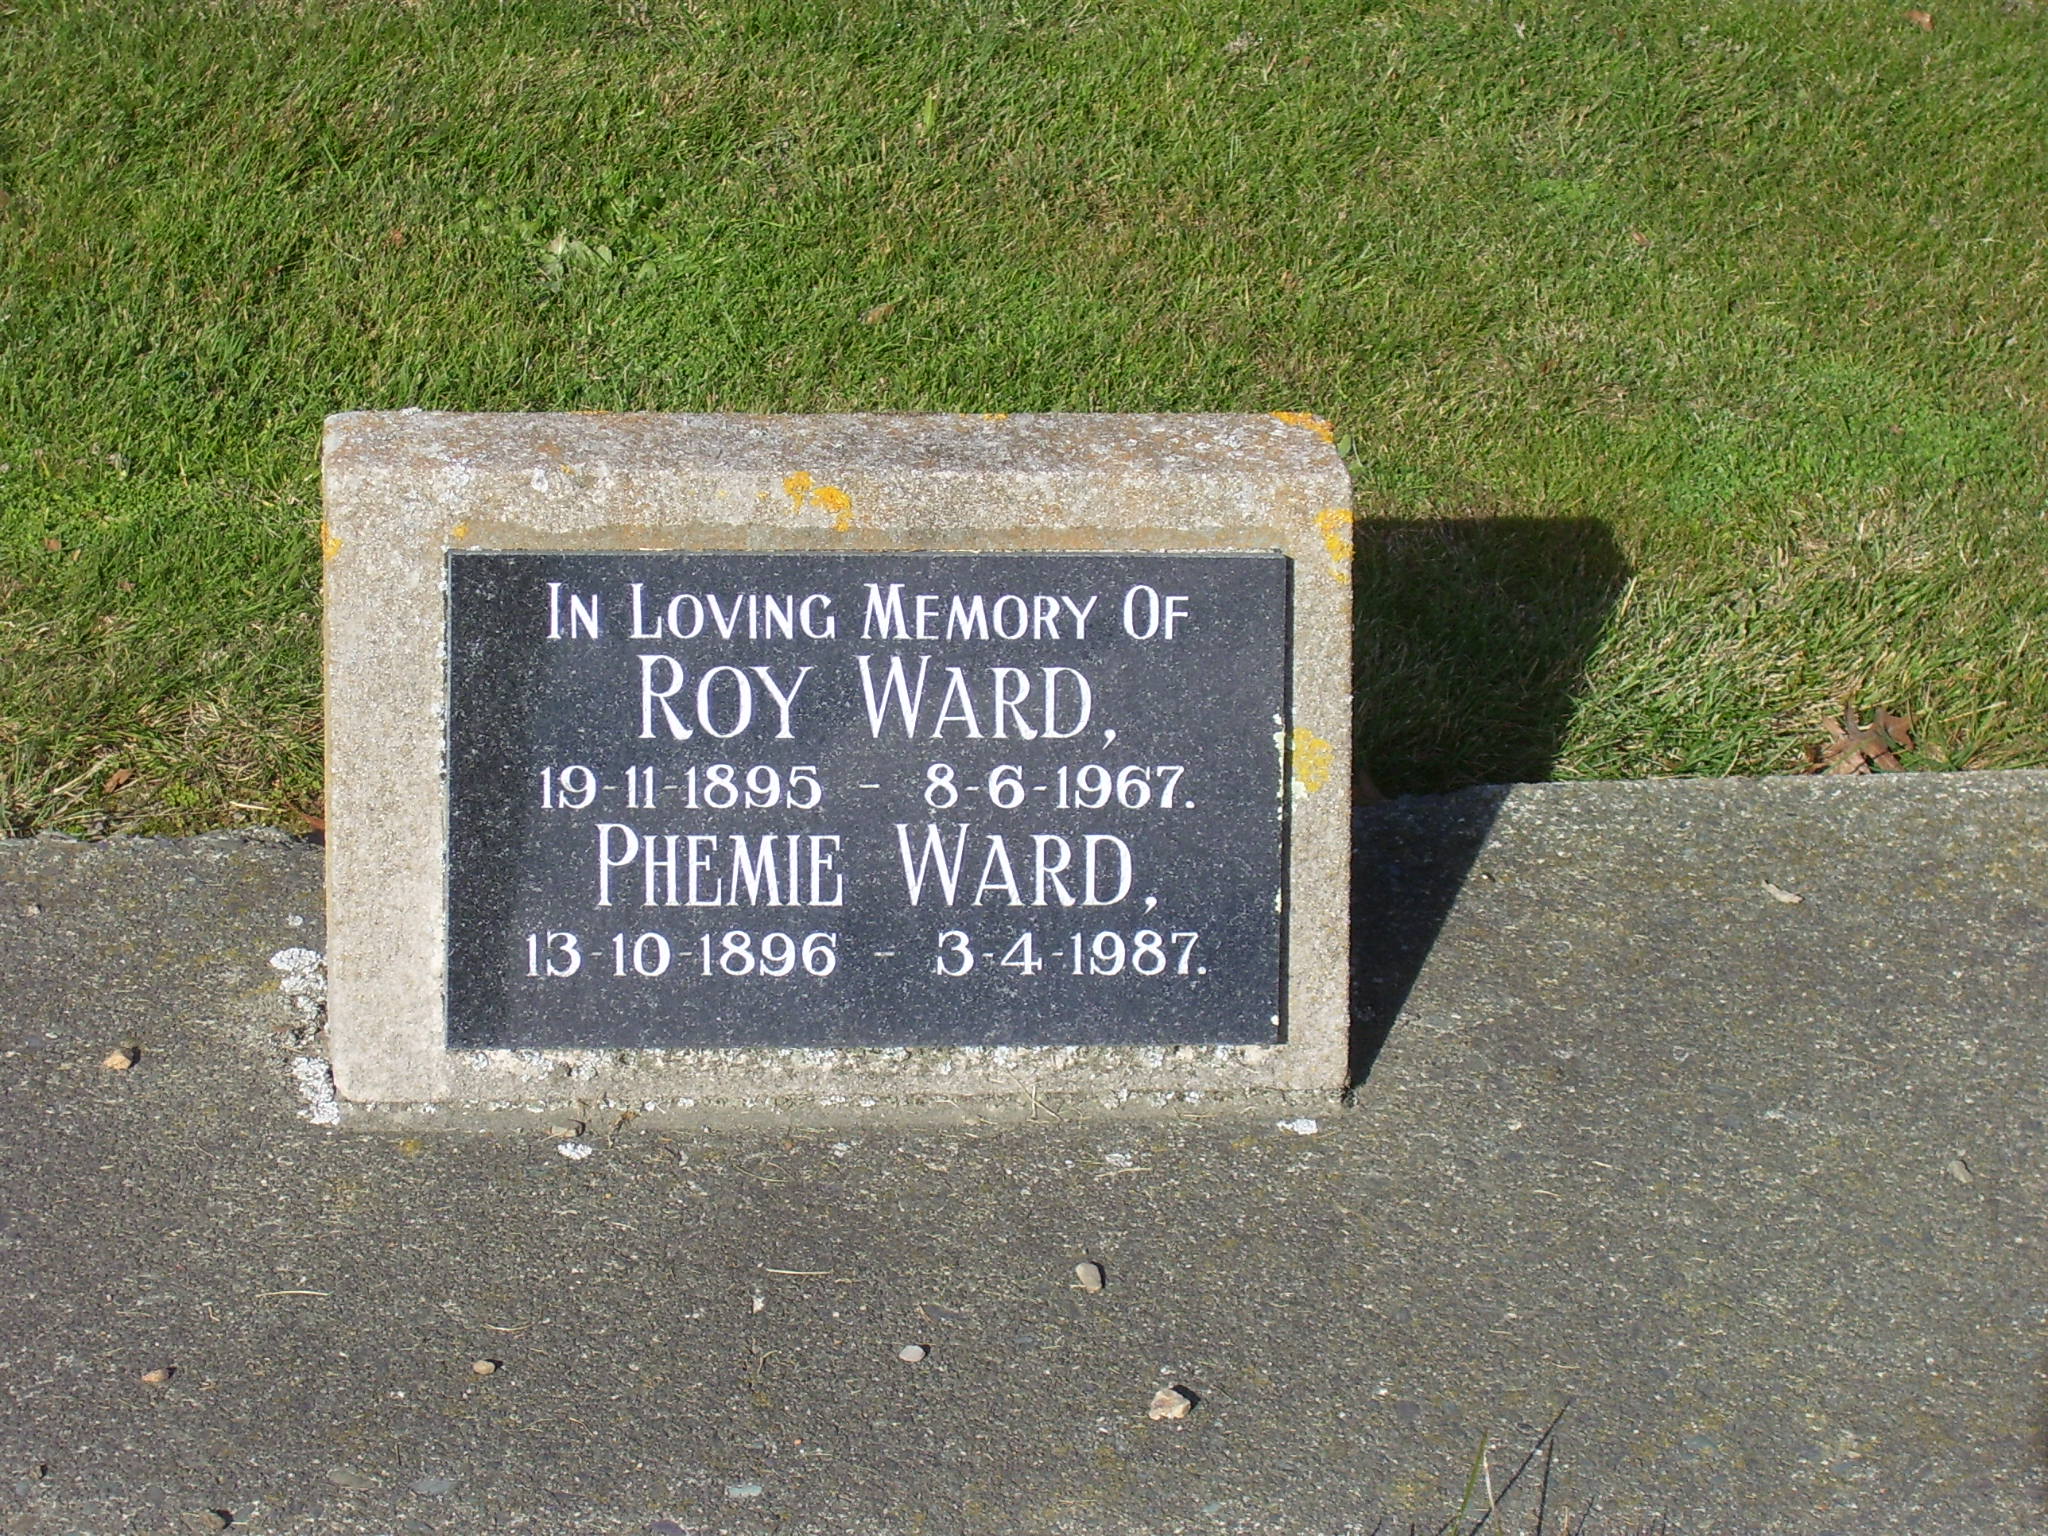 In Loving Memory Of
Roy Ward,
19-11-1895 - 8-6-1967.
Phemie Ward,
13-10-1896 - 3-4-1987.